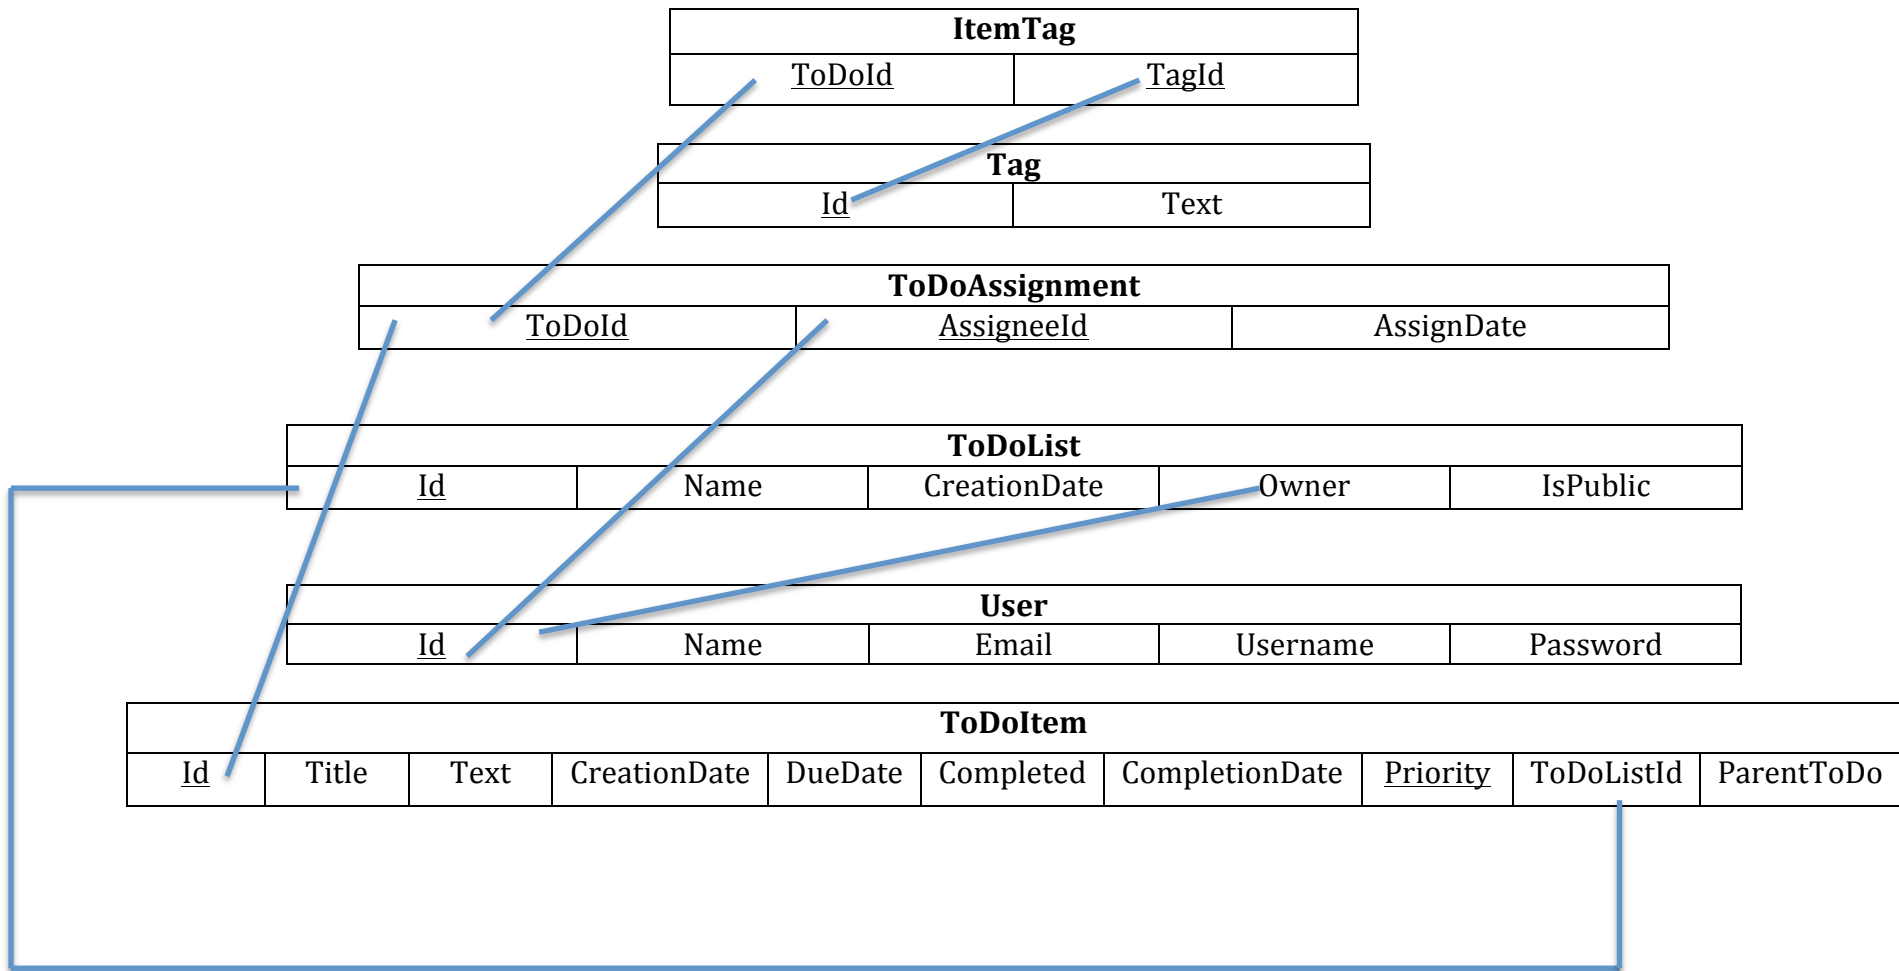 ItemTag
ToDoId TagId
Tag
Id Text
ToDoAssignment
ToDoId AssigneeId AssignDate
ToDoList
Id Name CreationDate Owner IsPublic
User
Id Name Email Username Password
ToDoItem
Id Title Text CreationDate DueDate Completed CompletionDate Priority ToDoListId ParentToDo